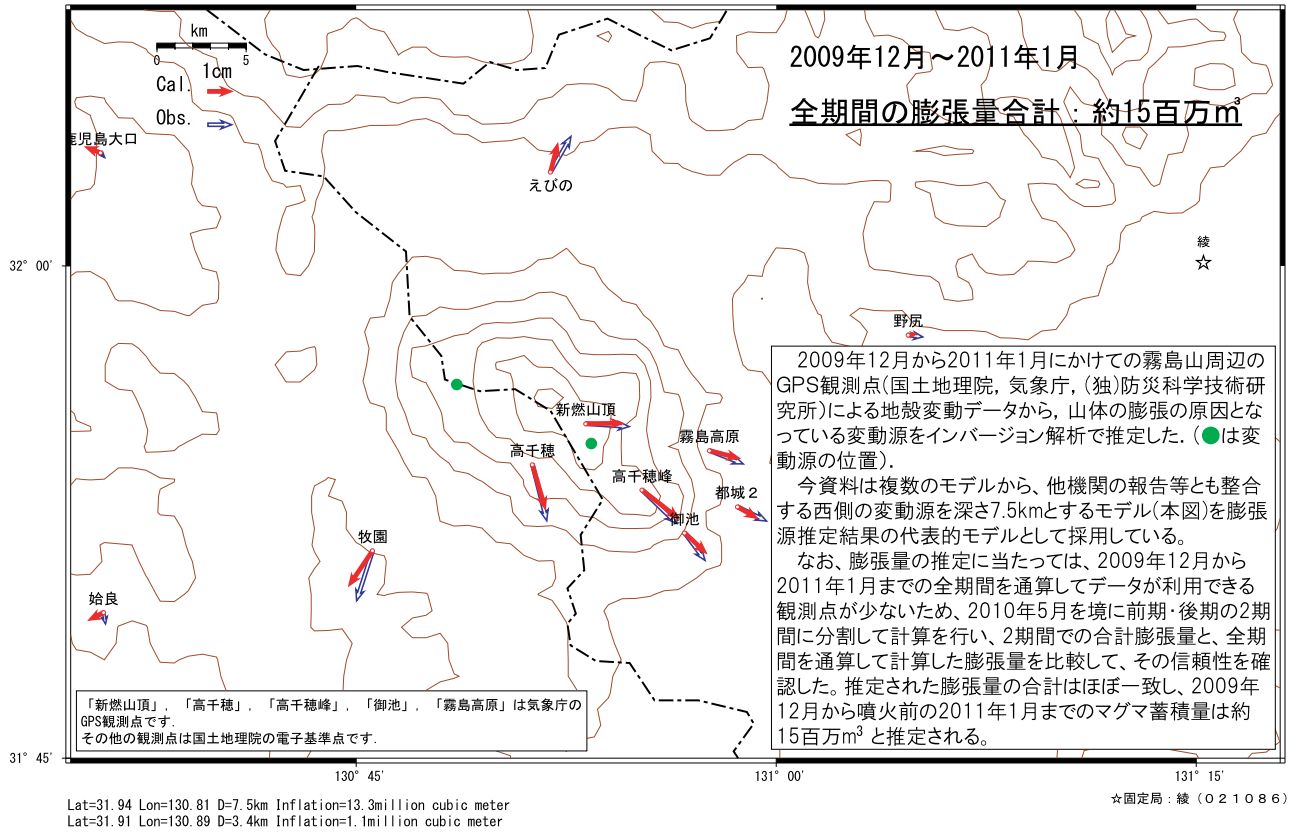 km
0 5
1cm
Cal.
Obs.
2009年12月～2011年1月
全期間の膨張量合計：約15百万m³
鹿児島大口
えびの
綾
32° 00'
野尻
新燃山頂
霧島高原
高千穂
高千穂峰
都城２
御池
牧園
姶良
　2009年12月から2011年1月にかけての霧島山周辺の
GPS観測点(国土地理院, 気象庁, (独)防災科学技術研
究所)による地殻変動データから, 山体の膨張の原因とな
っている変動源をインバージョン解析で推定した. (●は変
動源の位置).
　今資料は複数のモデルから、他機関の報告等とも整合
する西側の変動源を深さ7.5kmとするモデル(本図)を膨張
源推定結果の代表的モデルとして採用している。
　なお、膨張量の推定に当たっては、2009年12月から
2011年1月までの全期間を通算してデータが利用できる
観測点が少ないため、2010年5月を境に前期・後期の2期
間に分割して計算を行い、2期間での合計膨張量と、全期
間を通算して計算した膨張量を比較して、その信頼性を確
認した。推定された膨張量の合計はほぼ一致し、2009年
12月から噴火前の2011年1月までのマグマ蓄積量は約
15百万m³ と推定される。
「新燃山頂」, 「高千穂」, 「高千穂峰」, 「御池」, 「霧島高原」は気象庁の
GPS観測点です.
その他の観測点は国土地理院の電子基準点です.
31° 45'
130° 45'
131° 00'
131° 15'
☆固定局：綾（０２１０８６）
Lat=31.94 Lon=130.81 D=7.5km Inflation=13.3million cubic meter
Lat=31.91 Lon=130.89 D=3.4km Inflation=1.1million cubic meter